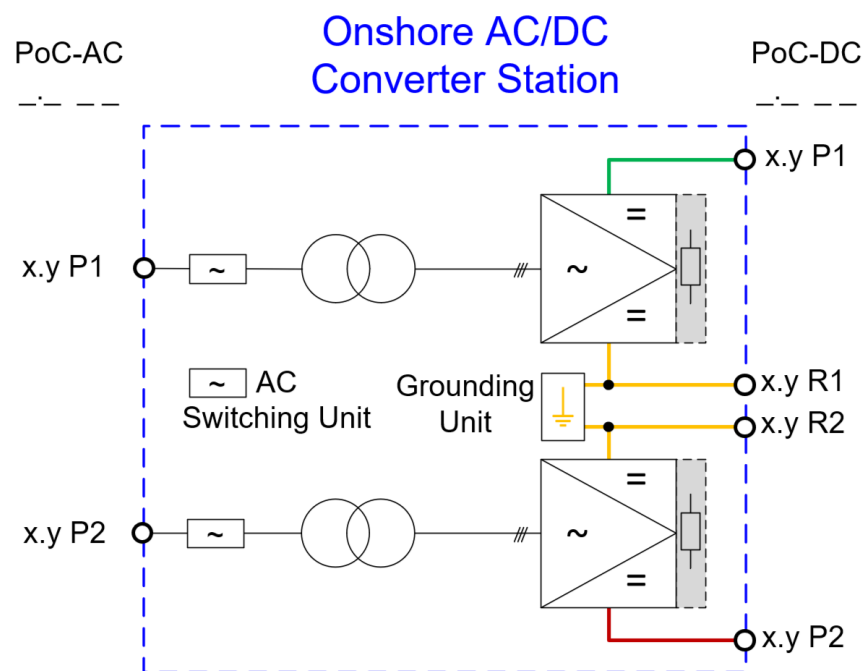 Onshore AC/DC
Converter Station
PoC-AC
PoC-DC
_._ _ _
_._ _ _
x.y P1
=
x.y P1
~
~
=
~ AC
Switching Unit
Grounding
Unit
x.y R1
x.y R2
=
x.y P2
~
~
=
x.y P2